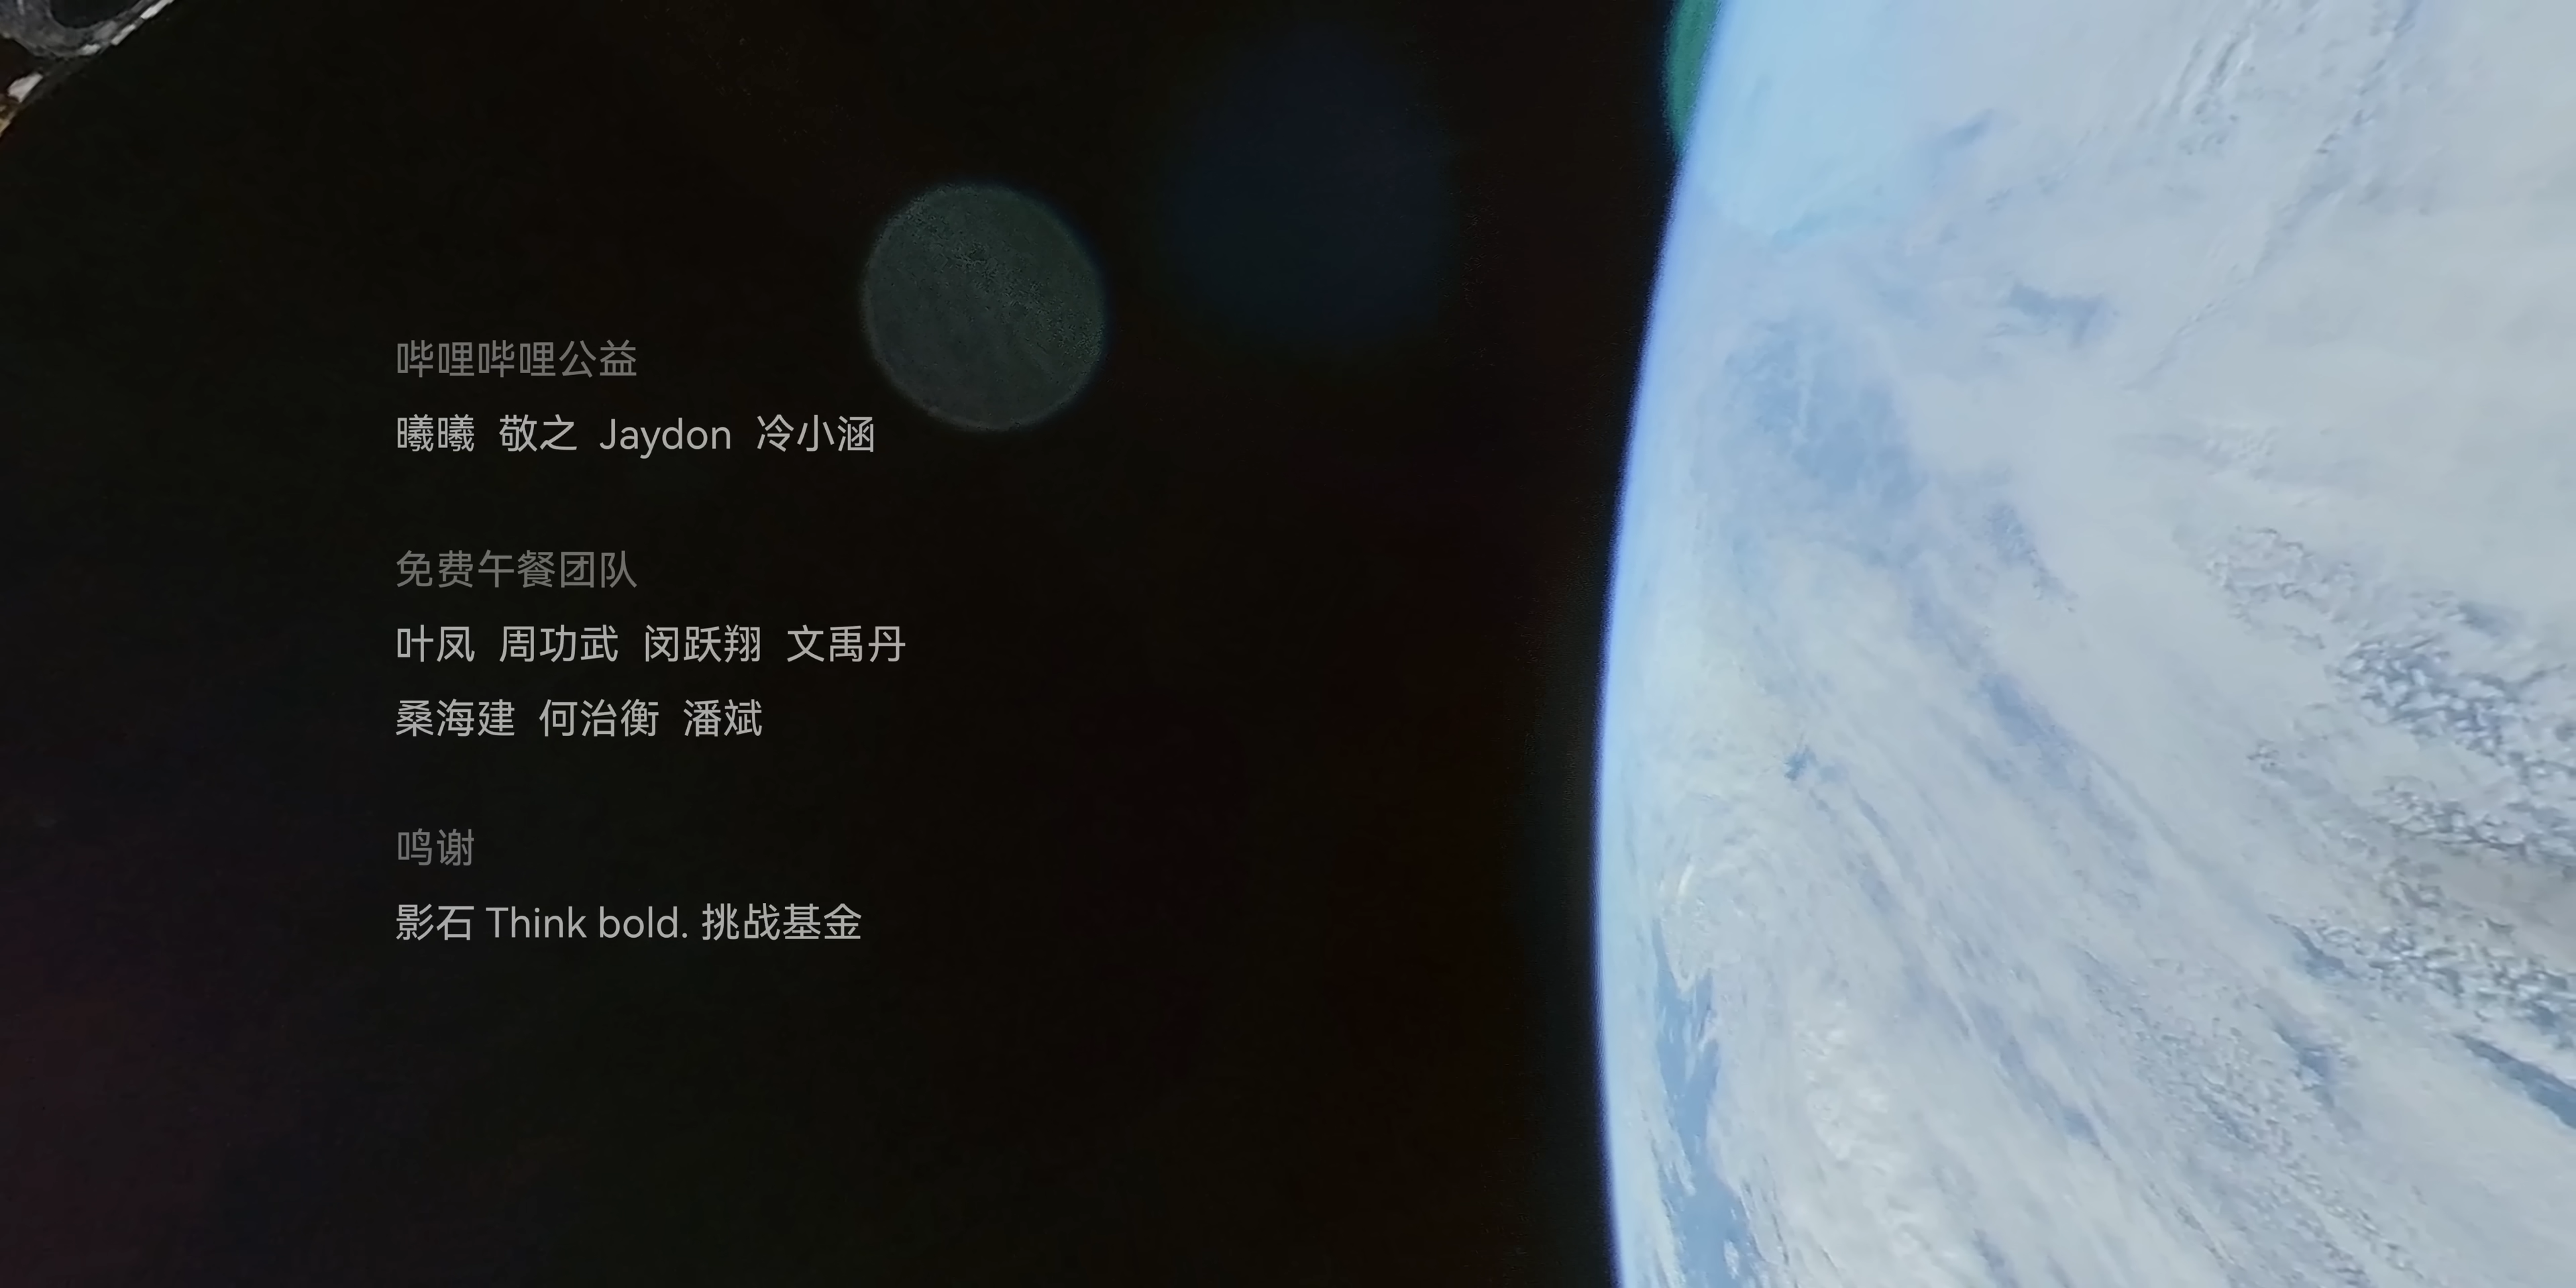 哔哩哔哩公益
曦曦 敬之 Jaydon 冷小涵
免费午餐团队
叶凤 周功武 闵跃翔 文禹丹
桑海建 何治衡 潘斌
鸣谢
影石 Think bold. 挑战基金